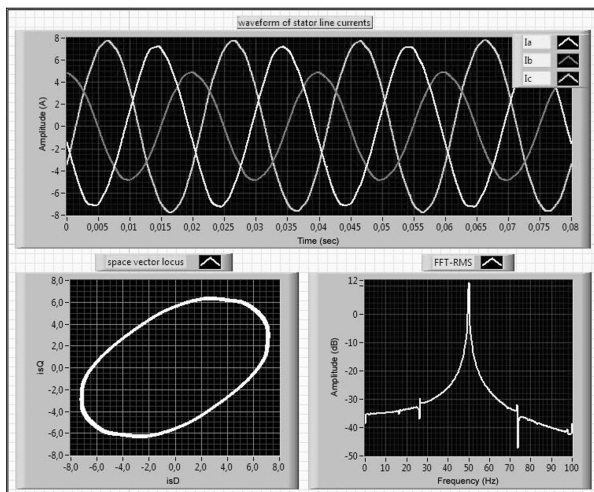 waveform of stator line currents
Ia
Ib
Ic
Amplitude (A)
8
6
4
2
0
-2
-4
-6
-8
0 0,005 0,01 0,015 0,02 0,025 0,03 0,035 0,04 0,045 0,05 0,055 0,06 0,065 0,07 0,075 0,08
Time (sec)
space vector locus
isQ
8,0
6,0
4,0
2,0
0,0
-2,0
-4,0
-6,0
-8,0
-8,0 -6,0 -4,0 -2,0 0,0 2,0 4,0 6,0 8,0
isD
FFT-RMS
Amplitude (dB)
12
0
-10
-20
-30
-40
-50
0 10 20 30 40 50 60 70 80 90 100
Frequency (Hz)